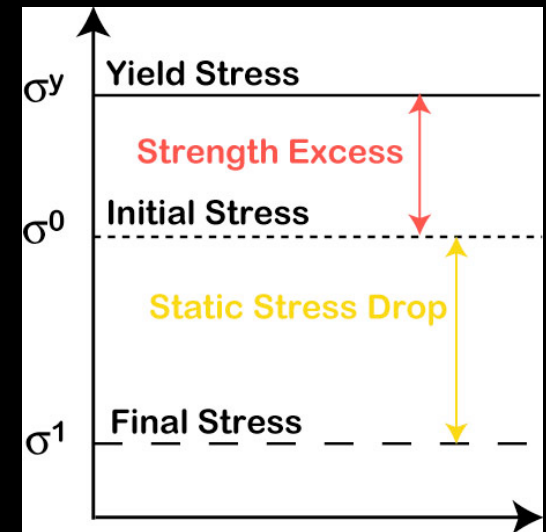 σʸ Yield Stress
Strength Excess
σ⁰ Initial Stress
Static Stress Drop
σ¹ Final Stress